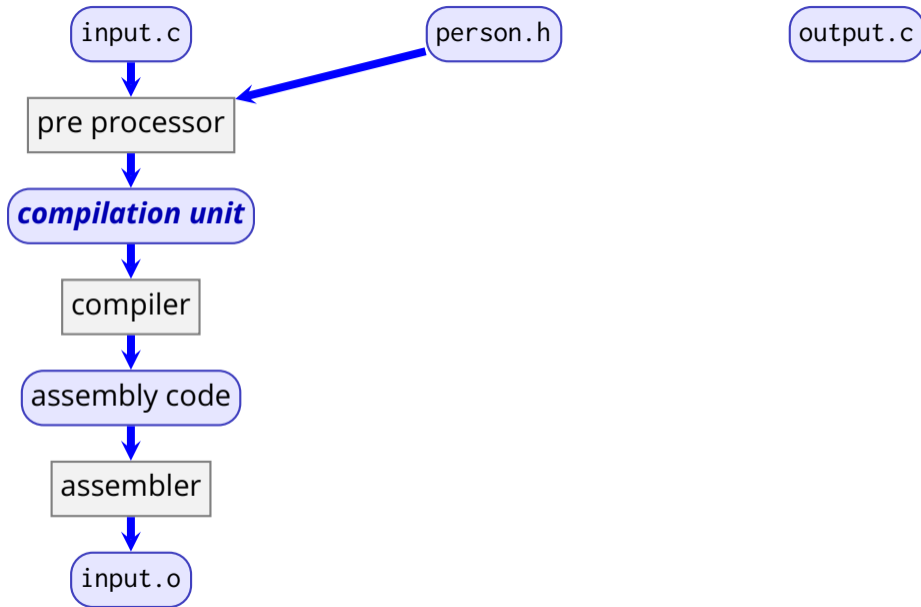 input.c
person.h
output.c
pre processor
compilation unit
compiler
assembly code
assembler
input.o